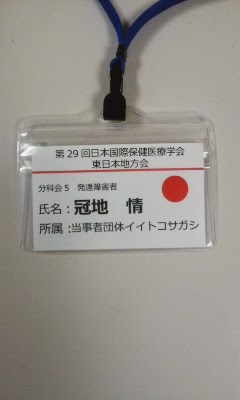 第29回日本国際保健医療学会
東日本地方会
分科会5 発達障害者
氏名：冠地 情
所属：当事者団体イイトコサガシ